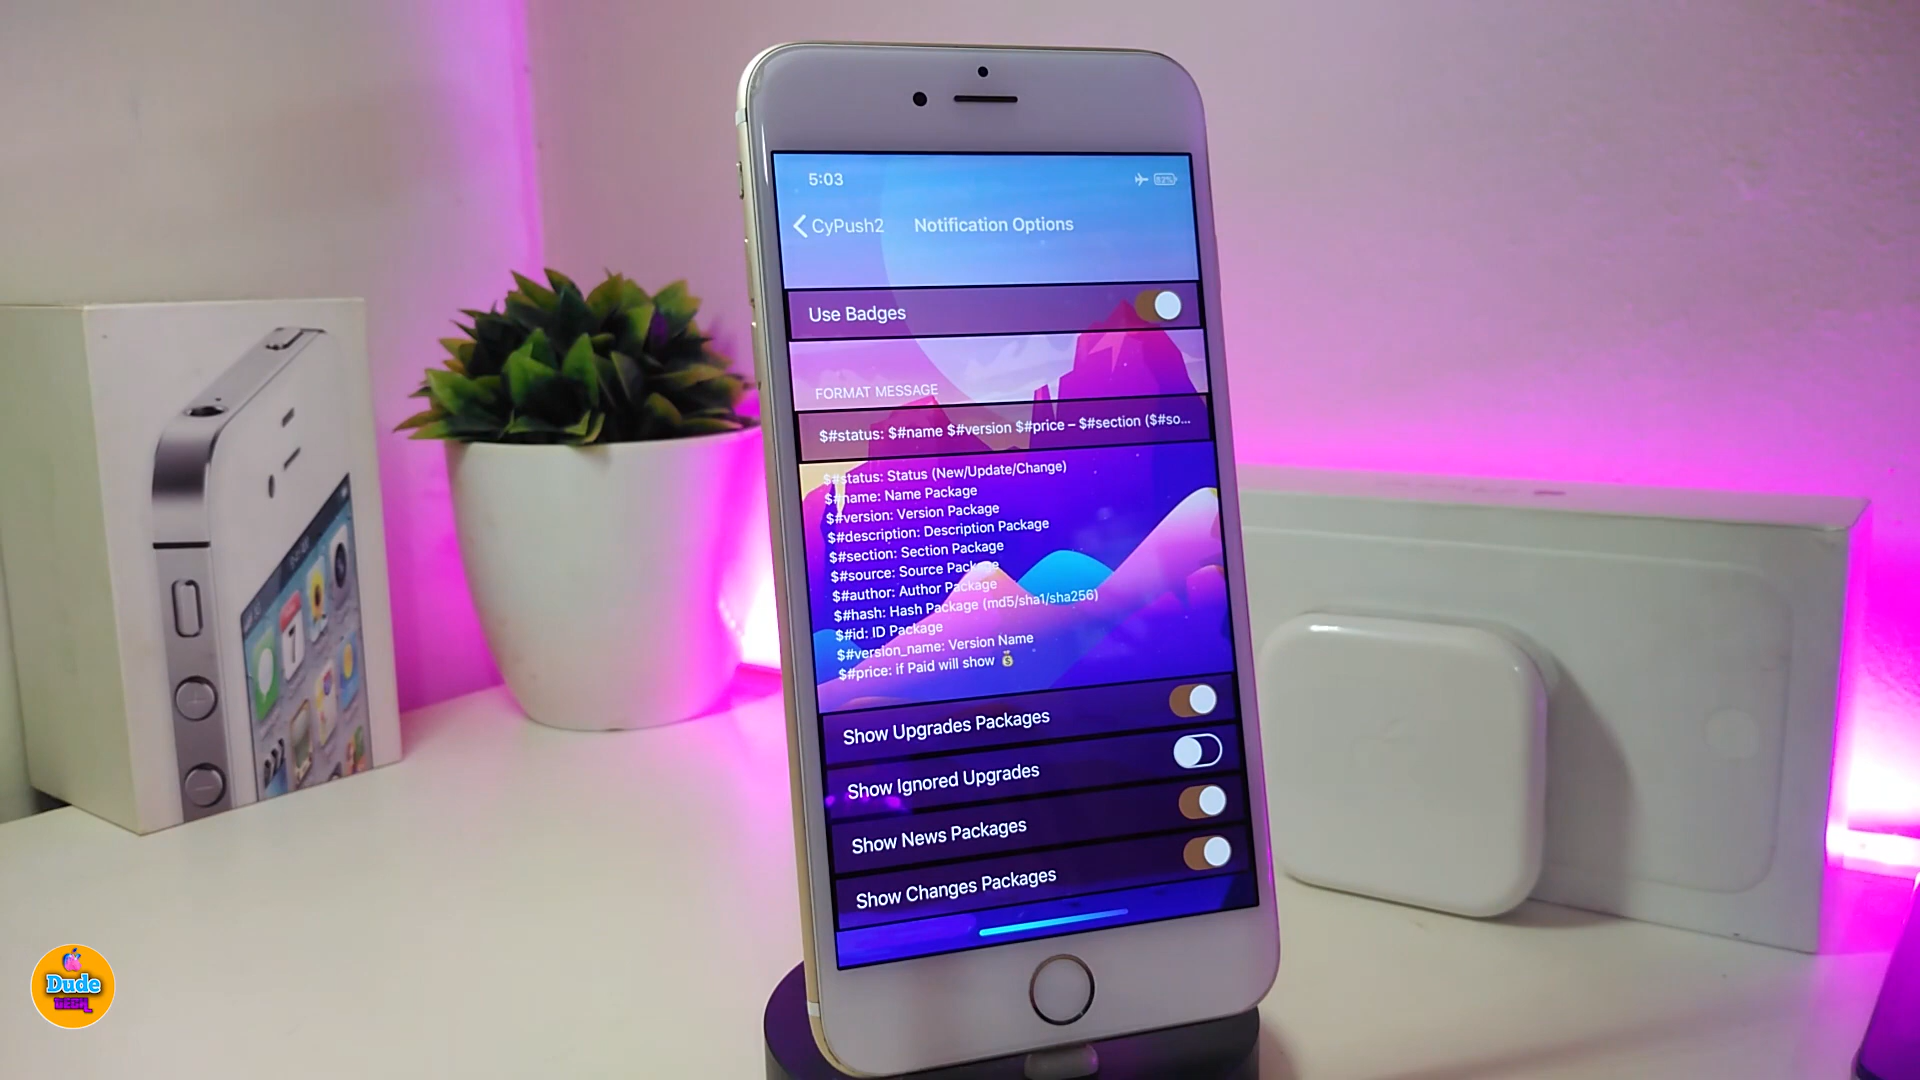 5:03
83%
CyPush2
Notification Options
Use Badges
FORMAT MESSAGE
$#status: $#name $#version $#price – $#section ($#so...
$#status: Status (New/Update/Change)
$#name: Name Package
$#version: Version Package
$#description: Description Package
$#section: Section Package
$#source: Source Package
$#author: Author Package
$#hash: Hash Package (md5/sha1/sha256)
$#id: ID Package
$#version_name: Version Name
$#price: if Paid will show 💰
Show Upgrades Packages
Show Ignored Upgrades
Show News Packages
Show Changes Packages
Dude
TECH